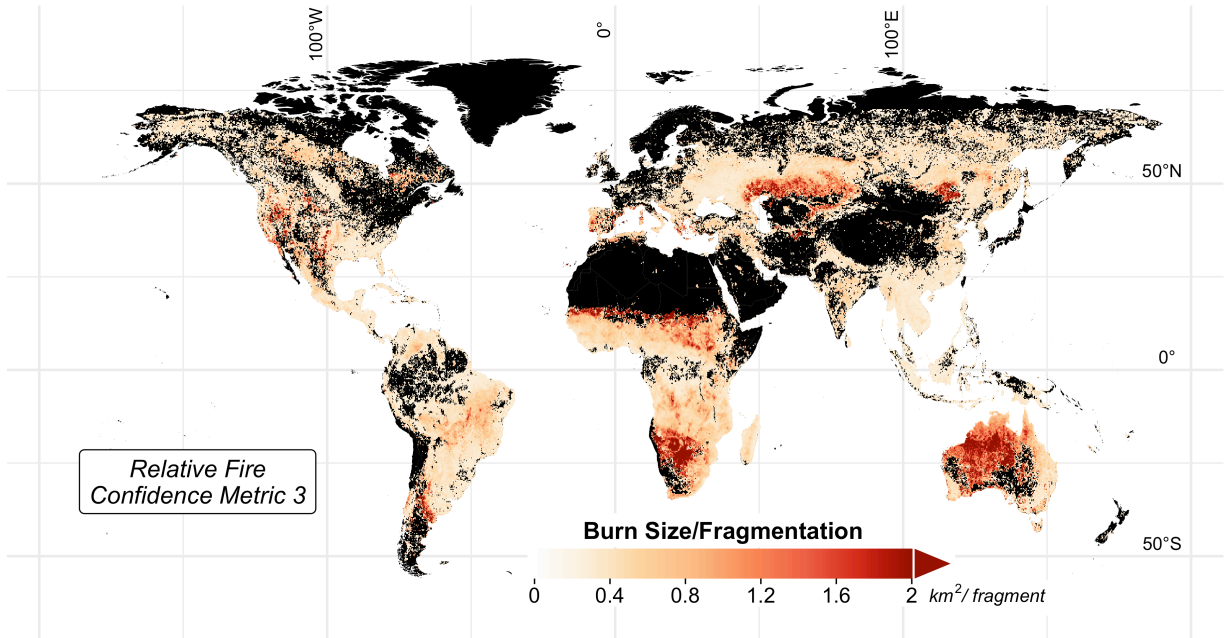 100°W
0°
100°E
50°N
0°
50°S
Relative Fire
Confidence Metric 3
Burn Size/Fragmentation
0 0.4 0.8 1.2 1.6 2 km²/ fragment